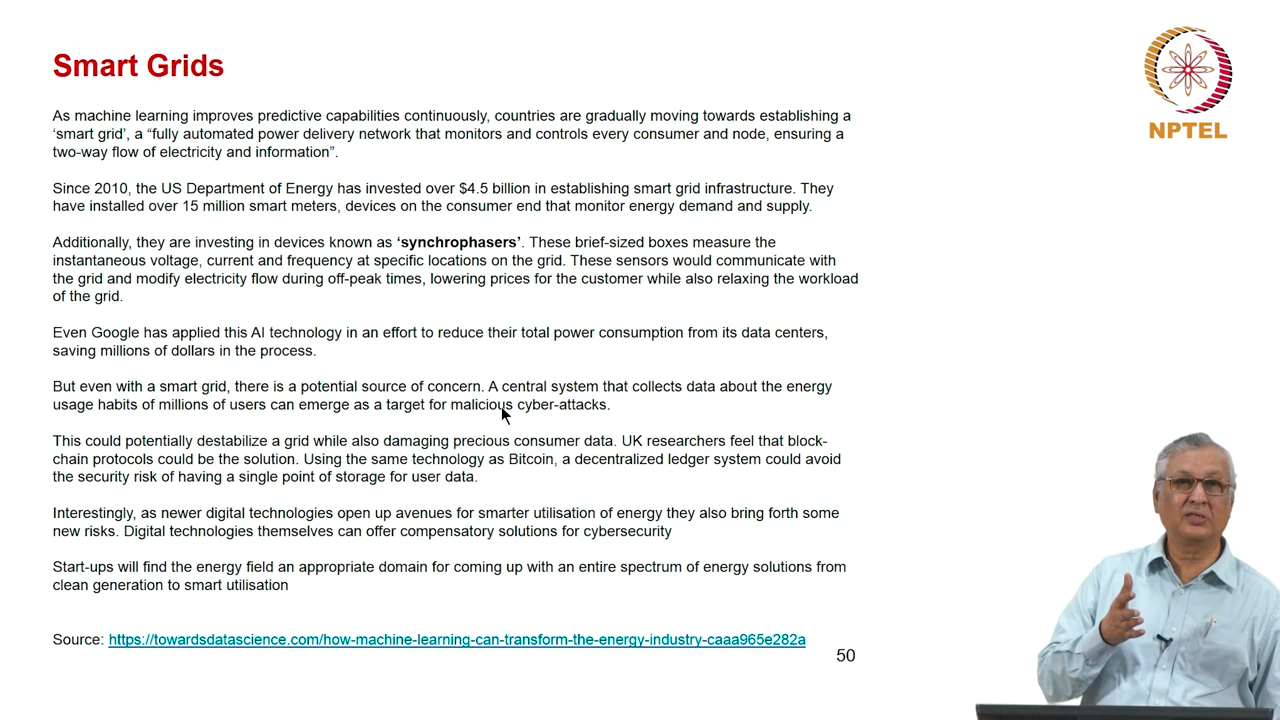 Smart Grids
NPTEL
As machine learning improves predictive capabilities continuously, countries are gradually moving towards establishing a
‘smart grid’, a “fully automated power delivery network that monitors and controls every consumer and node, ensuring a
two-way flow of electricity and information”.
Since 2010, the US Department of Energy has invested over $4.5 billion in establishing smart grid infrastructure. They
have installed over 15 million smart meters, devices on the consumer end that monitor energy demand and supply.
Additionally, they are investing in devices known as ‘synchrophasers’. These brief-sized boxes measure the
instantaneous voltage, current and frequency at specific locations on the grid. These sensors would communicate with
the grid and modify electricity flow during off-peak times, lowering prices for the customer while also relaxing the workload
of the grid.
Even Google has applied this AI technology in an effort to reduce their total power consumption from its data centers,
saving millions of dollars in the process.
But even with a smart grid, there is a potential source of concern. A central system that collects data about the energy
usage habits of millions of users can emerge as a target for malicious cyber-attacks.
This could potentially destabilize a grid while also damaging precious consumer data. UK researchers feel that block-
chain protocols could be the solution. Using the same technology as Bitcoin, a decentralized ledger system could avoid
the security risk of having a single point of storage for user data.
Interestingly, as newer digital technologies open up avenues for smarter utilisation of energy they also bring forth some
new risks. Digital technologies themselves can offer compensatory solutions for cybersecurity
Start-ups will find the energy field an appropriate domain for coming up with an entire spectrum of energy solutions from
clean generation to smart utilisation
Source: https://towardsdatascience.com/how-machine-learning-can-transform-the-energy-industry-caaa965e282a
50